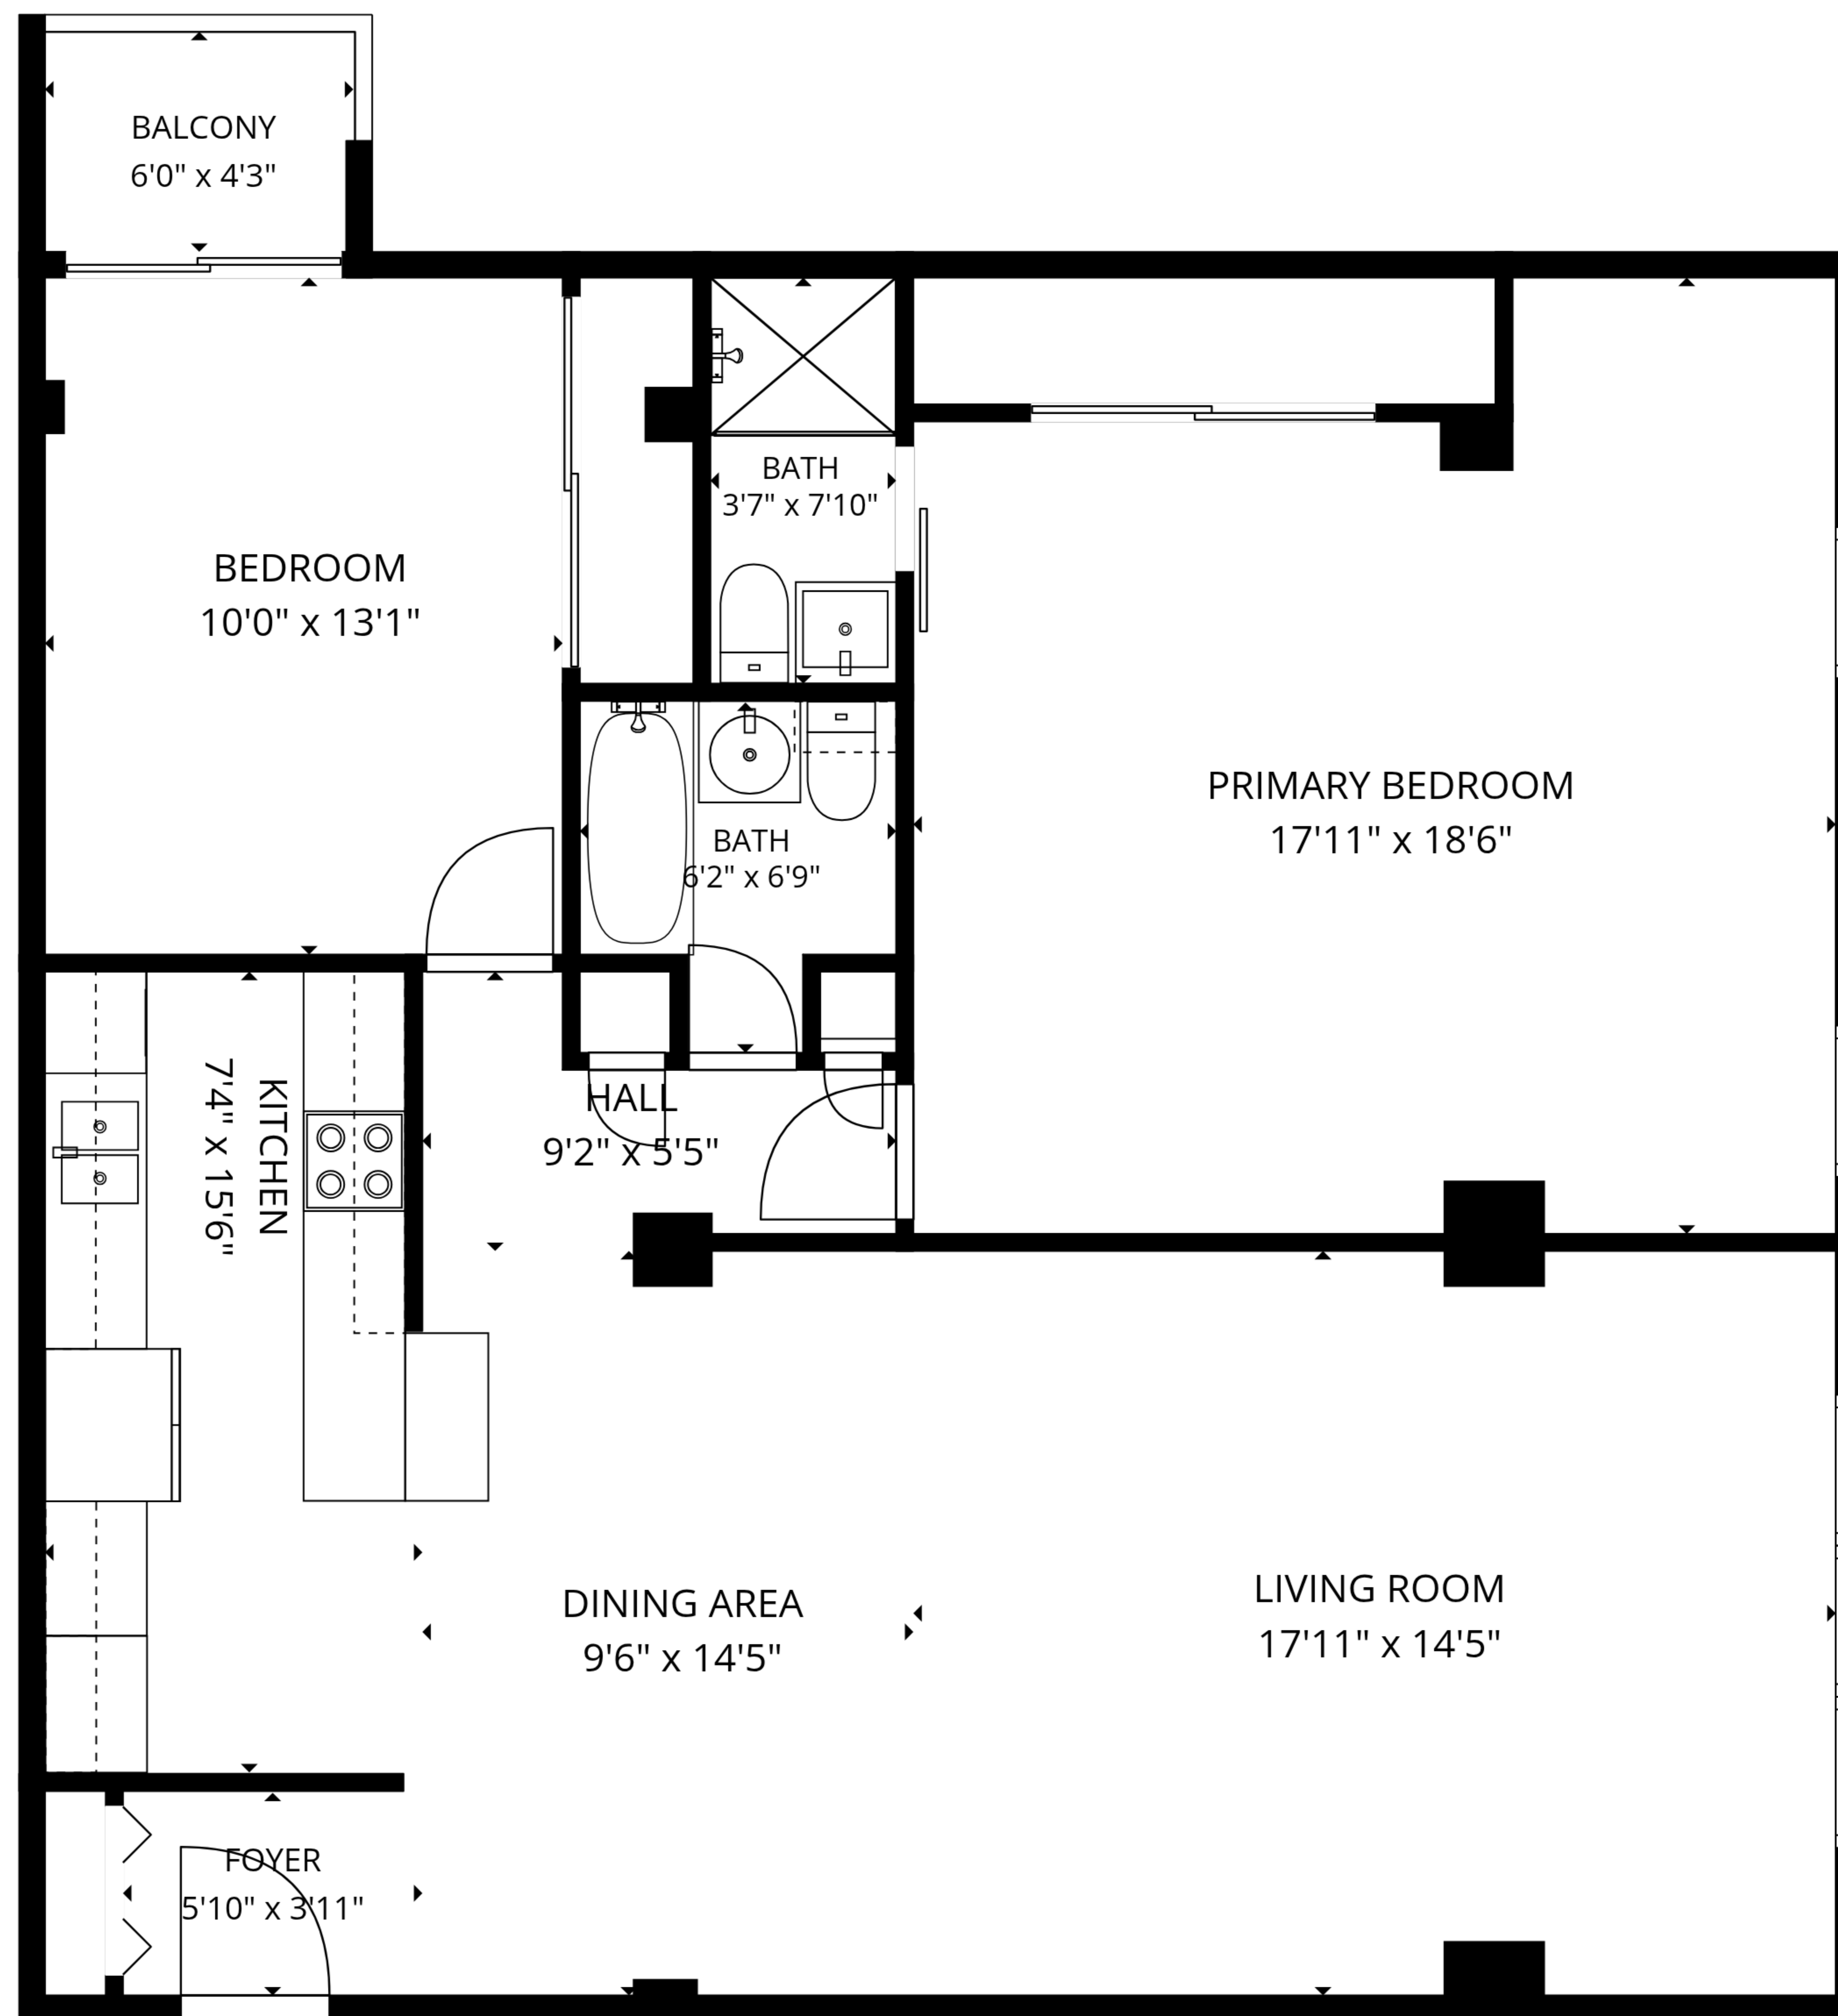 BALCONY
6'0" x 4'3"
BATH
3'7" x 7'10"
BEDROOM
10'0" x 13'1"
PRIMARY BEDROOM
17'11" x 18'6"
BATH
6'2" x 6'9"
KITCHEN
7'4" x 15'6"
HALL
9'2" x 5'5"
DINING AREA
9'6" x 14'5"
LIVING ROOM
17'11" x 14'5"
FOYER
5'10" x 3'11"